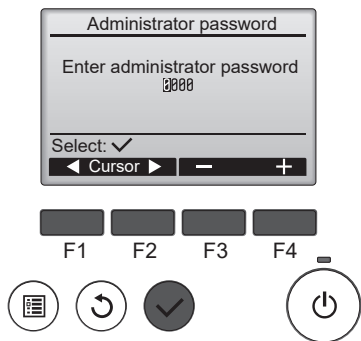 Administrator password
Enter administrator password
0000
Select:
Cursor
F1 F2 F3 F4